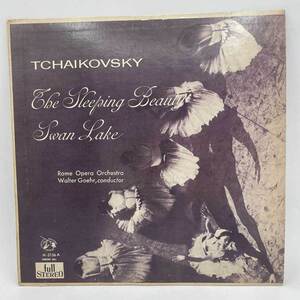 TCHAIKOVSKY
The Sleeping Beauty
Swan Lake
Rome Opera Orchestra
Walter Goehr, conductor
full
STEREO